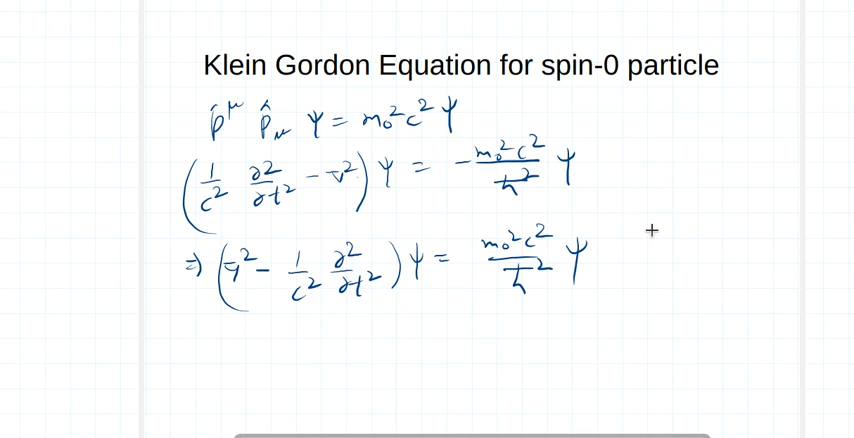 Klein Gordon Equation for spin-0 particle
p̂^μ p̂_μ ψ = m₀²c²ψ
(1/c² ∂²/∂t² − ∇²) ψ = − m₀²c²/ħ² ψ
⇒ (∇² − 1/c² ∂²/∂t²) ψ = m₀²c²/ħ² ψ